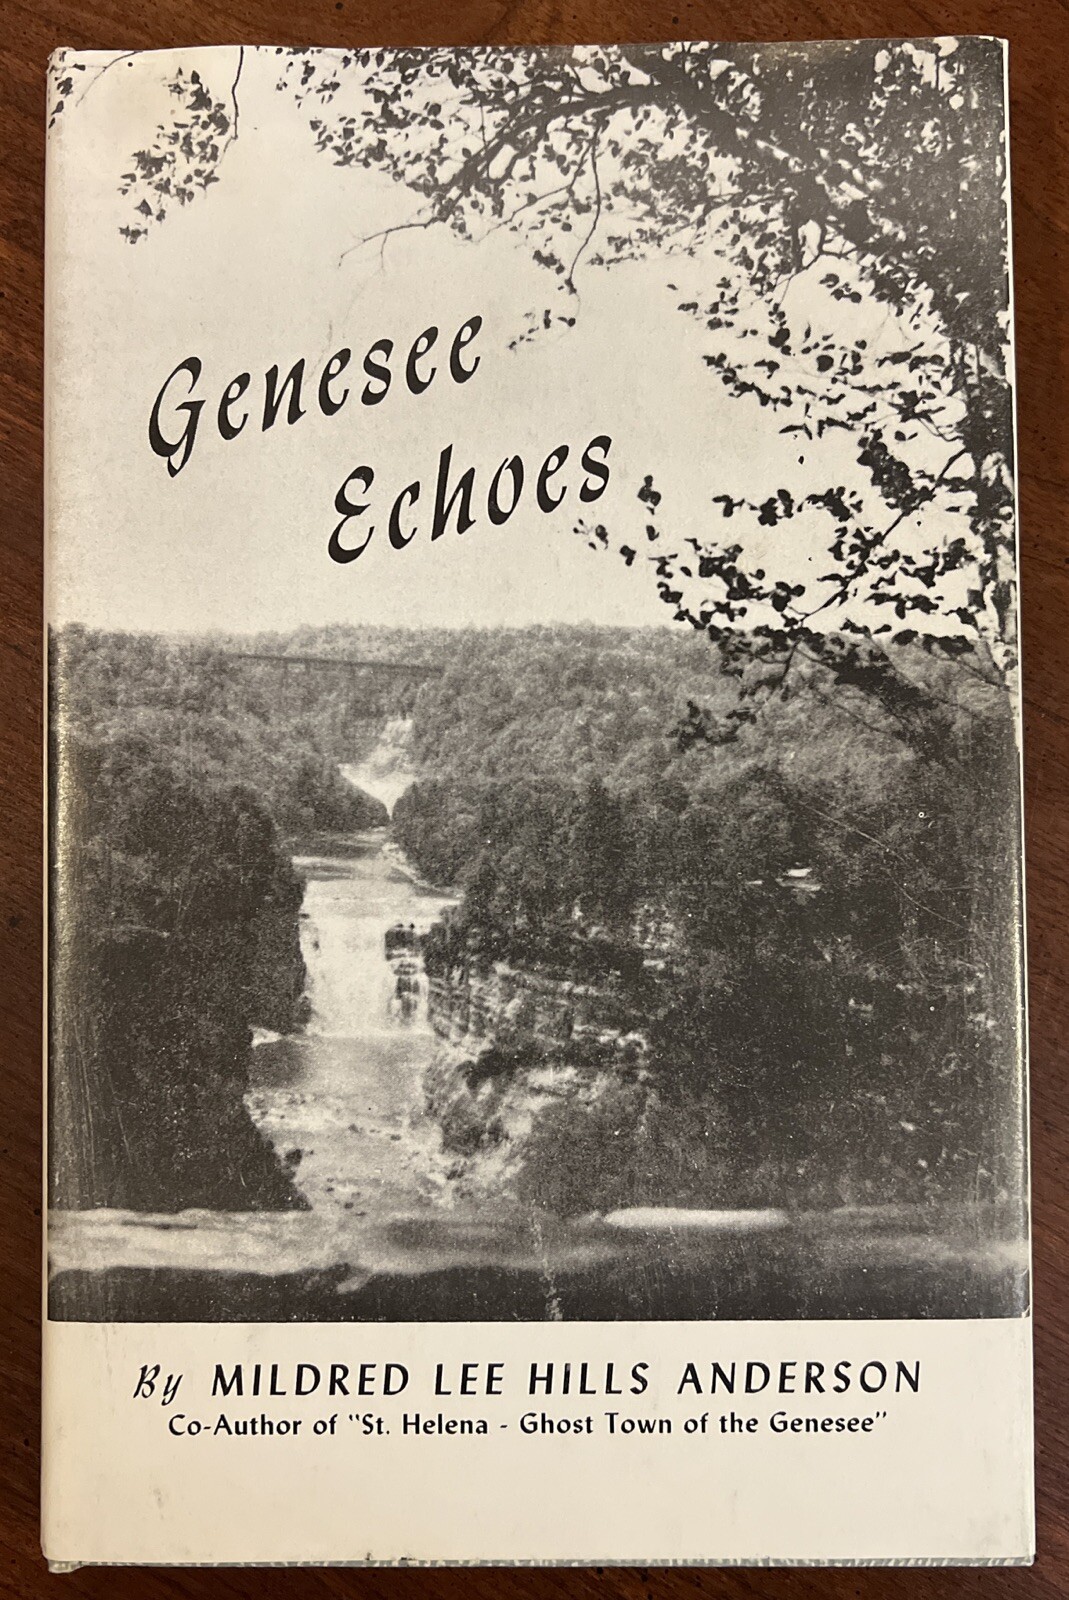 Genesee
Echoes
By MILDRED LEE HILLS ANDERSON
Co-Author of "St. Helena - Ghost Town of the Genesee"